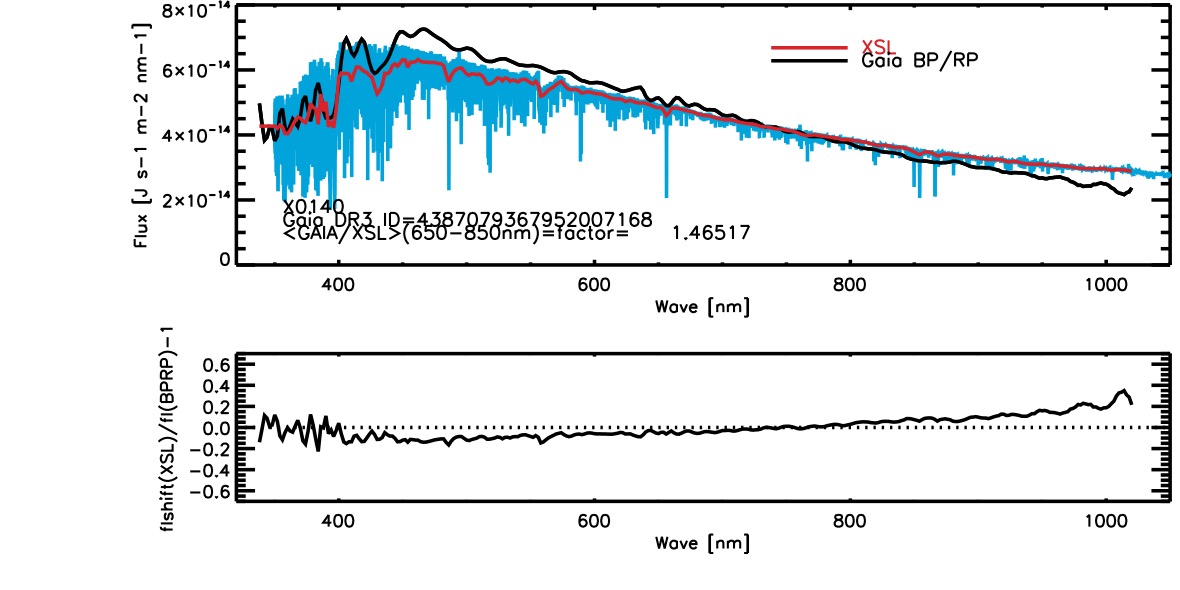 8×10⁻¹⁴
6×10⁻¹⁴
4×10⁻¹⁴
2×10⁻¹⁴
0
Flux [J s−1 m−2 nm−1]
XSL
Gaia BP/RP
X0140
Gaia DR3 ID=4387079367952007168
<GAIA/XSL>(650−850nm)=factor= 1.46517
400 600 800 1000
Wave [nm]
flshift(XSL)/fl(BPRP)−1
0.6
0.4
0.2
0.0
−0.2
−0.4
−0.6
400 600 800 1000
Wave [nm]